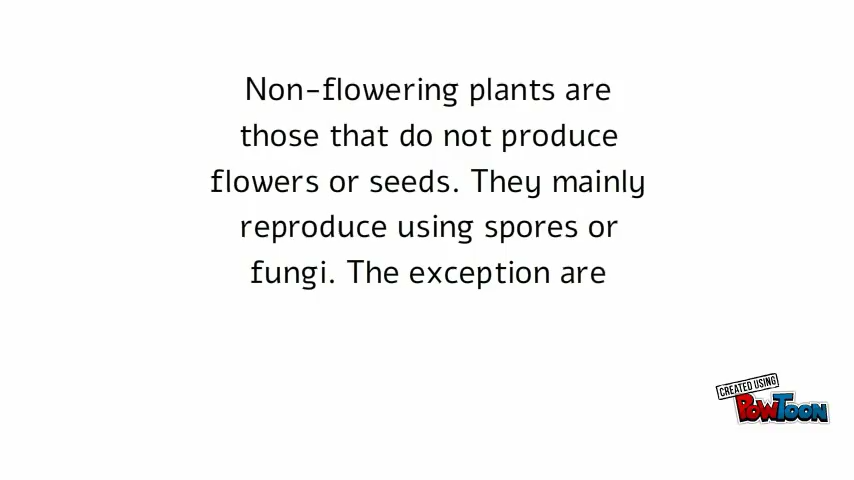 Non-flowering plants are
those that do not produce
flowers or seeds. They mainly
reproduce using spores or
fungi. The exception are
CREATED USING
POWTOON